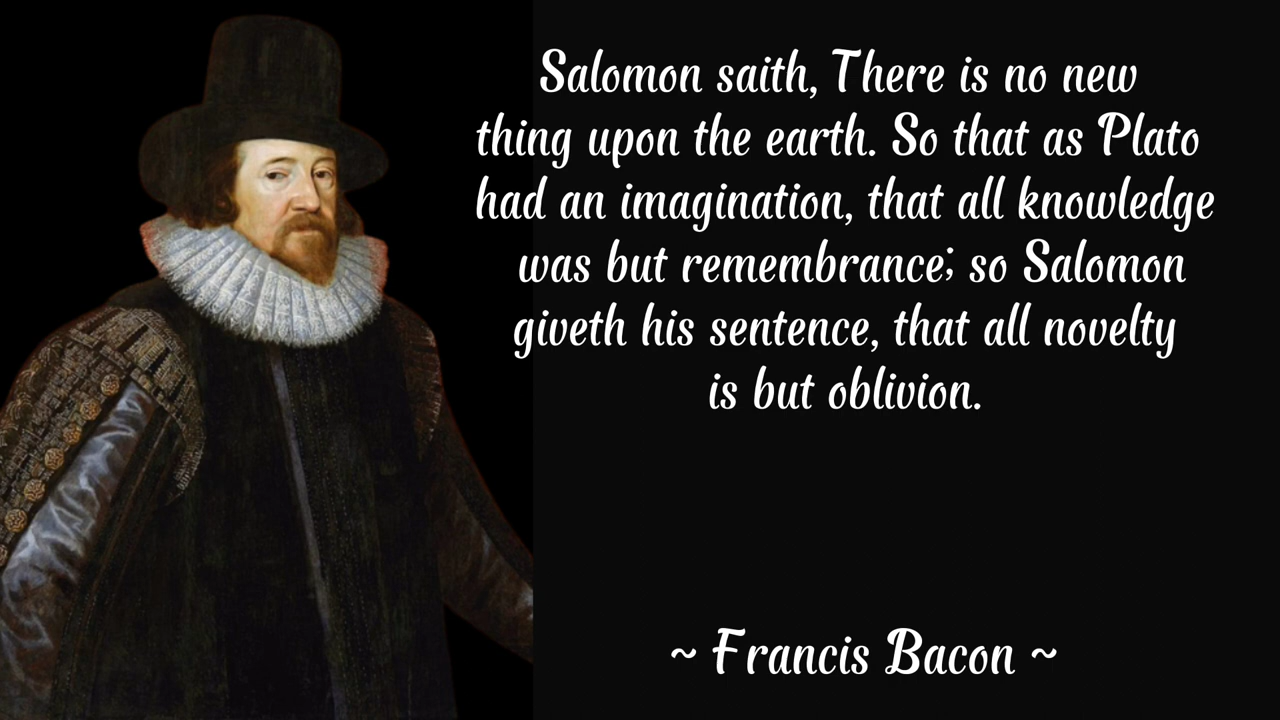 Salomon saith, There is no new
thing upon the earth. So that as Plato
had an imagination, that all knowledge
was but remembrance; so Salomon
giveth his sentence, that all novelty
is but oblivion.
~ Francis Bacon ~